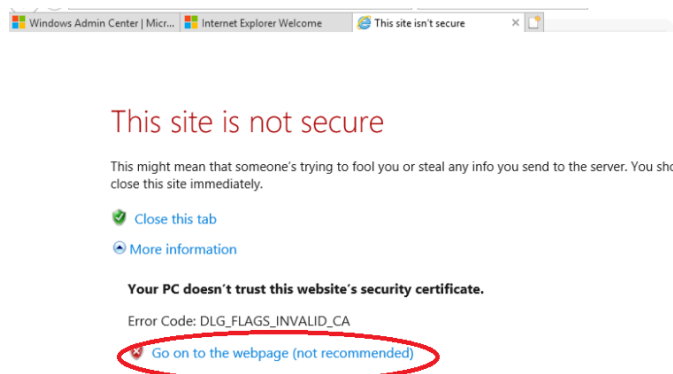 Windows Admin Center | Micr... Internet Explorer Welcome This site isn't secure
This site is not secure
This might mean that someone's trying to fool you or steal any info you send to the server. You sho
close this site immediately.
Close this tab
More information
Your PC doesn't trust this website's security certificate.
Error Code: DLG_FLAGS_INVALID_CA
Go on to the webpage (not recommended)